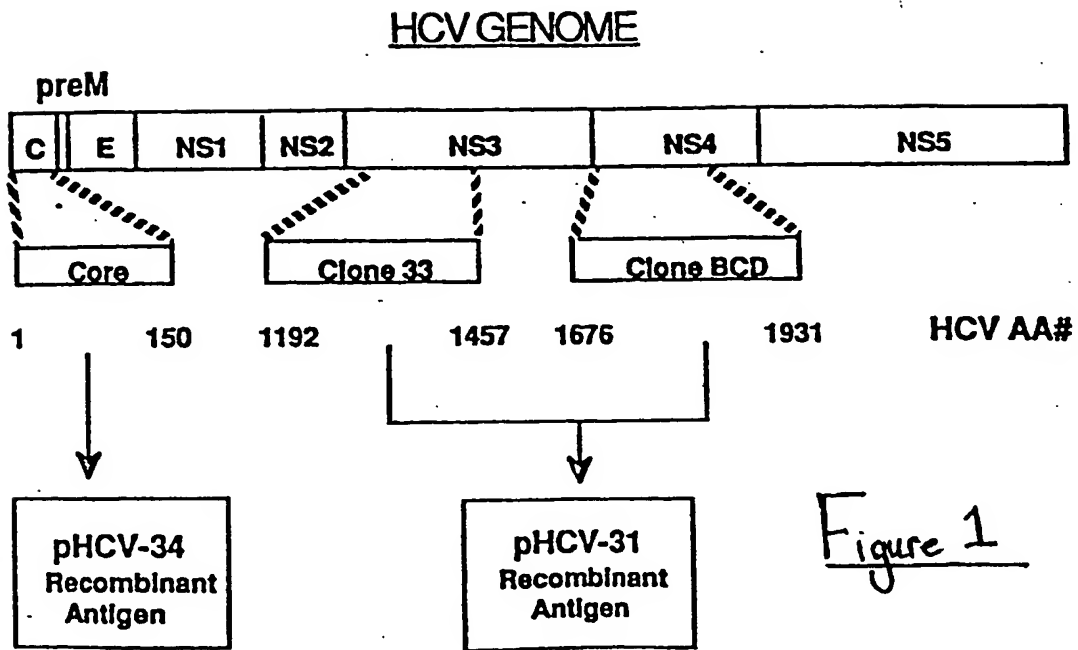 HCV GENOME
preM
C E NS1 NS2 NS3 NS4 NS5
Core Clone 33 Clone BCD
1 150 1192 1457 1676 1931 HCV AA#
pHCV-34
Recombinant
Antigen
pHCV-31
Recombinant
Antigen
Figure 1